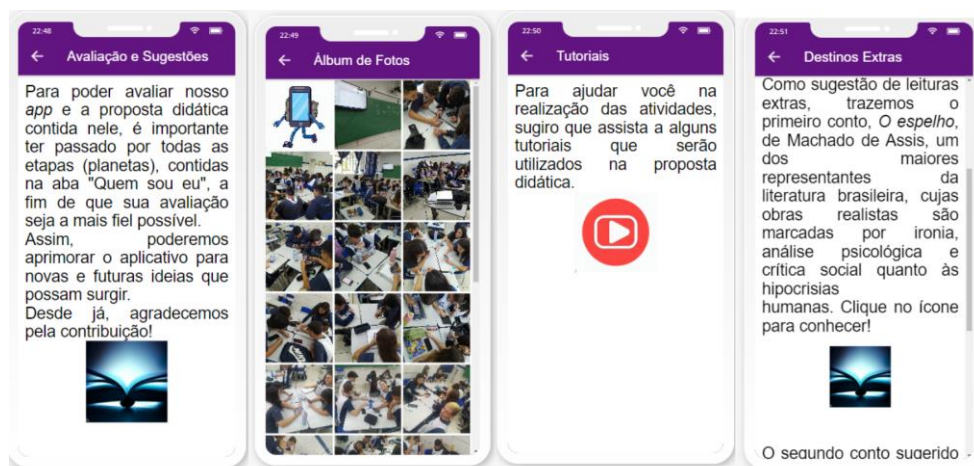 22:48
Avaliação e Sugestões
Para poder avaliar nosso
app e a proposta didática
contida nele, é importante
ter passado por todas as
etapas (planetas), contidas
na aba "Quem sou eu", a
fim de que sua avaliação
seja a mais fiel possível.
Assim, poderemos
aprimorar o aplicativo para
novas e futuras ideias que
possam surgir.
Desde já, agradecemos
pela contribuição!
22:49
Àlbum de Fotos
22:50
Tutoriais
Para ajudar você na
realização das atividades,
sugiro que assista a alguns
tutoriais que serão
utilizados na proposta
didática.
22:51
Destinos Extras
Como sugestão de leituras
extras, trazemos o
primeiro conto, O espelho,
de Machado de Assis, um
dos maiores
representantes da
literatura brasileira, cujas
obras realistas são
marcadas por ironia,
análise psicológica e
crítica social quanto às
hipocrisias
humanas. Clique no ícone
para conhecer!
O segundo conto sugerido